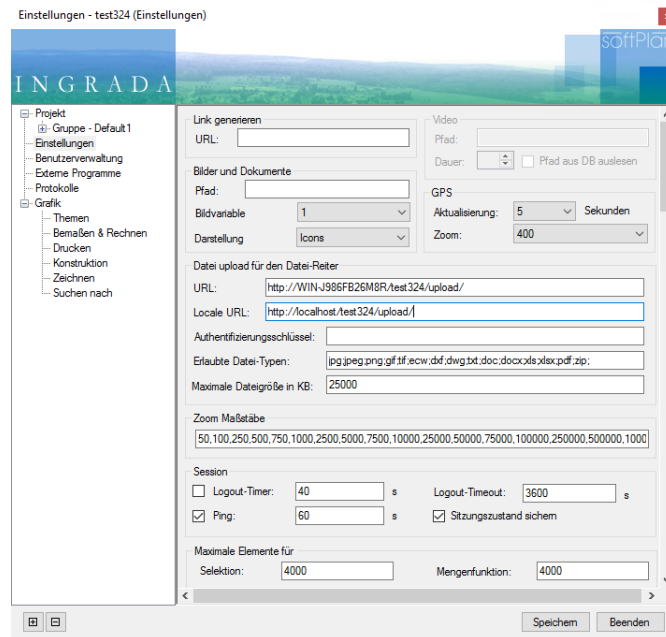 Einstellungen - test324 (Einstellungen)
softPlan
INGRADA
Projekt
Gruppe - Default1
Einstellungen
Benutzerverwaltung
Externe Programme
Protokolle
Grafik
Themen
Bemaßen & Rechnen
Drucken
Konstruktion
Zeichnen
Suchen nach
Link generieren
URL:
Video
Pfad:
Dauer:
Pfad aus DB auslesen
Bilder und Dokumente
Pfad:
Bildvariable 1
Darstellung Icons
GPS
Aktualisierung: 5 Sekunden
Zoom: 400
Datei upload für den Datei-Reiter
URL: http://WIN-J986FB26M8R/test324/upload/
Locale URL: http://localhost/test324/upload/
Authentifizierungsschlüssel:
Erlaubte Datei-Typen: jpg;jpeg;png;gif;tif;ecw;dxf;dwg;txt;doc;docx;xls;xlsx;pdf;zip;
Maximale Dateigröße in KB: 25000
Zoom Maßstäbe
50,100,250,500,750,1000,2500,5000,7500,10000,25000,50000,75000,100000,250000,500000,1000
Session
Logout-Timer: 40 s Logout-Timeout: 3600 s
Ping: 60 s Sitzungszustand sichern
Maximale Elemente für
Selektion: 4000 Mengenfunktion: 4000
Speichern Beenden